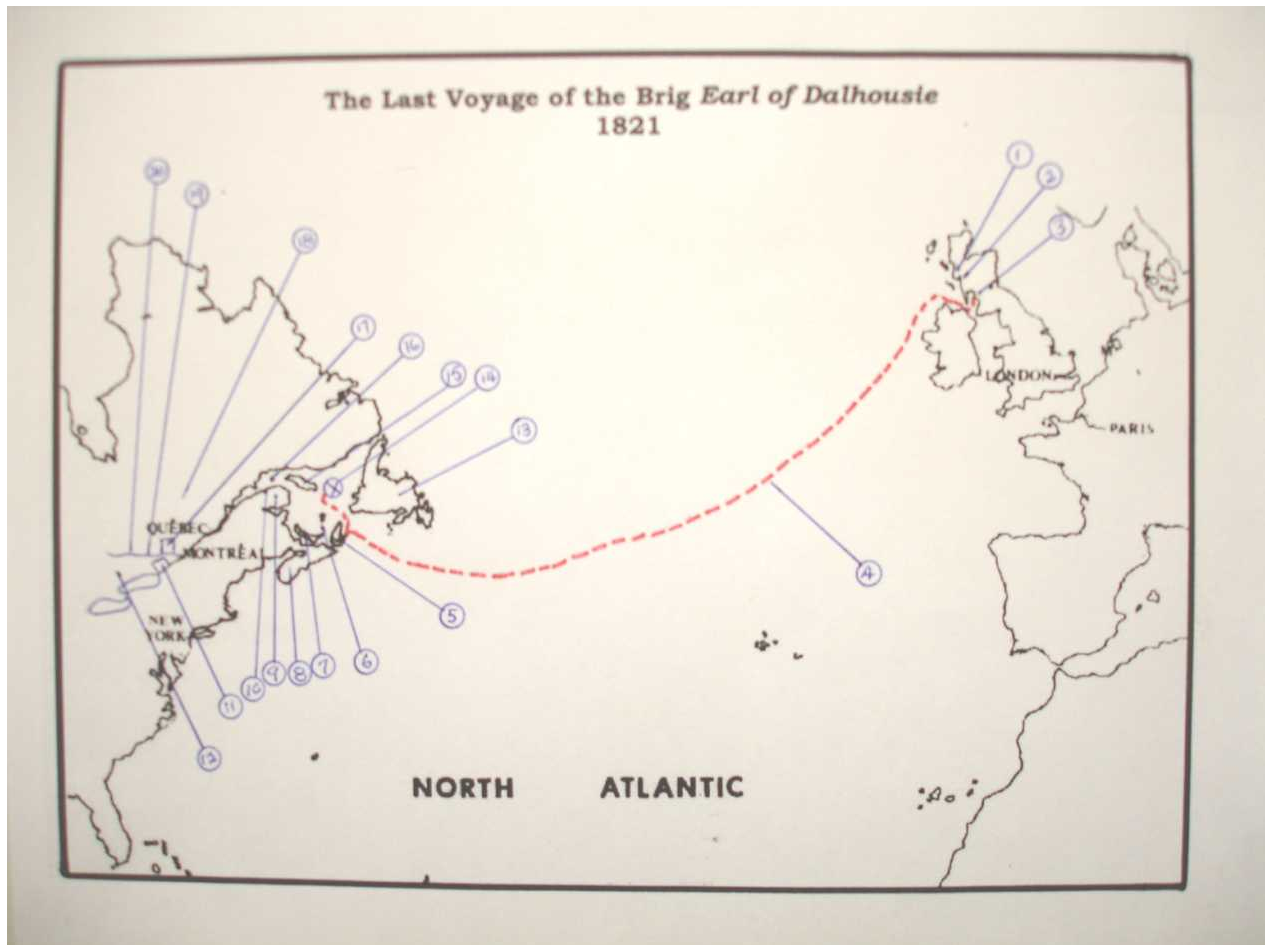 The Last Voyage of the Brig Earl of Dalhousie
1821
1
2
20
19
3
18
17
16
15
14
LONDON
13
PARIS
QUÉBEC
MONTRÉAL
4
5
NEW
YORK
6
7
8
9
10
11
12
NORTH ATLANTIC